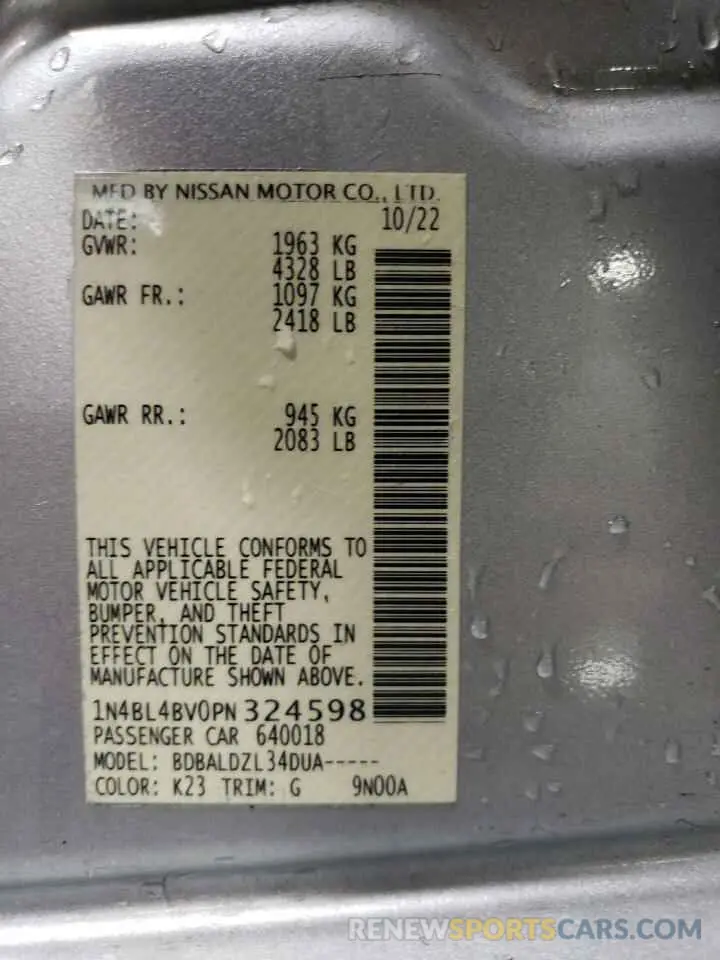 MFD BY NISSAN MOTOR CO., LTD.
DATE: 10/22
GVWR: 1963 KG
4328 LB
GAWR FR.: 1097 KG
2418 LB
GAWR RR.: 945 KG
2083 LB
THIS VEHICLE CONFORMS TO
ALL APPLICABLE FEDERAL
MOTOR VEHICLE SAFETY,
BUMPER, AND THEFT
PREVENTION STANDARDS IN
EFFECT ON THE DATE OF
MANUFACTURE SHOWN ABOVE.
1N4BL4BV0PN324598
PASSENGER CAR 640018
MODEL: BDBALDZL34DUA-----
COLOR: K23 TRIM: G 9N00A
RENEWSPORTSCARS.COM